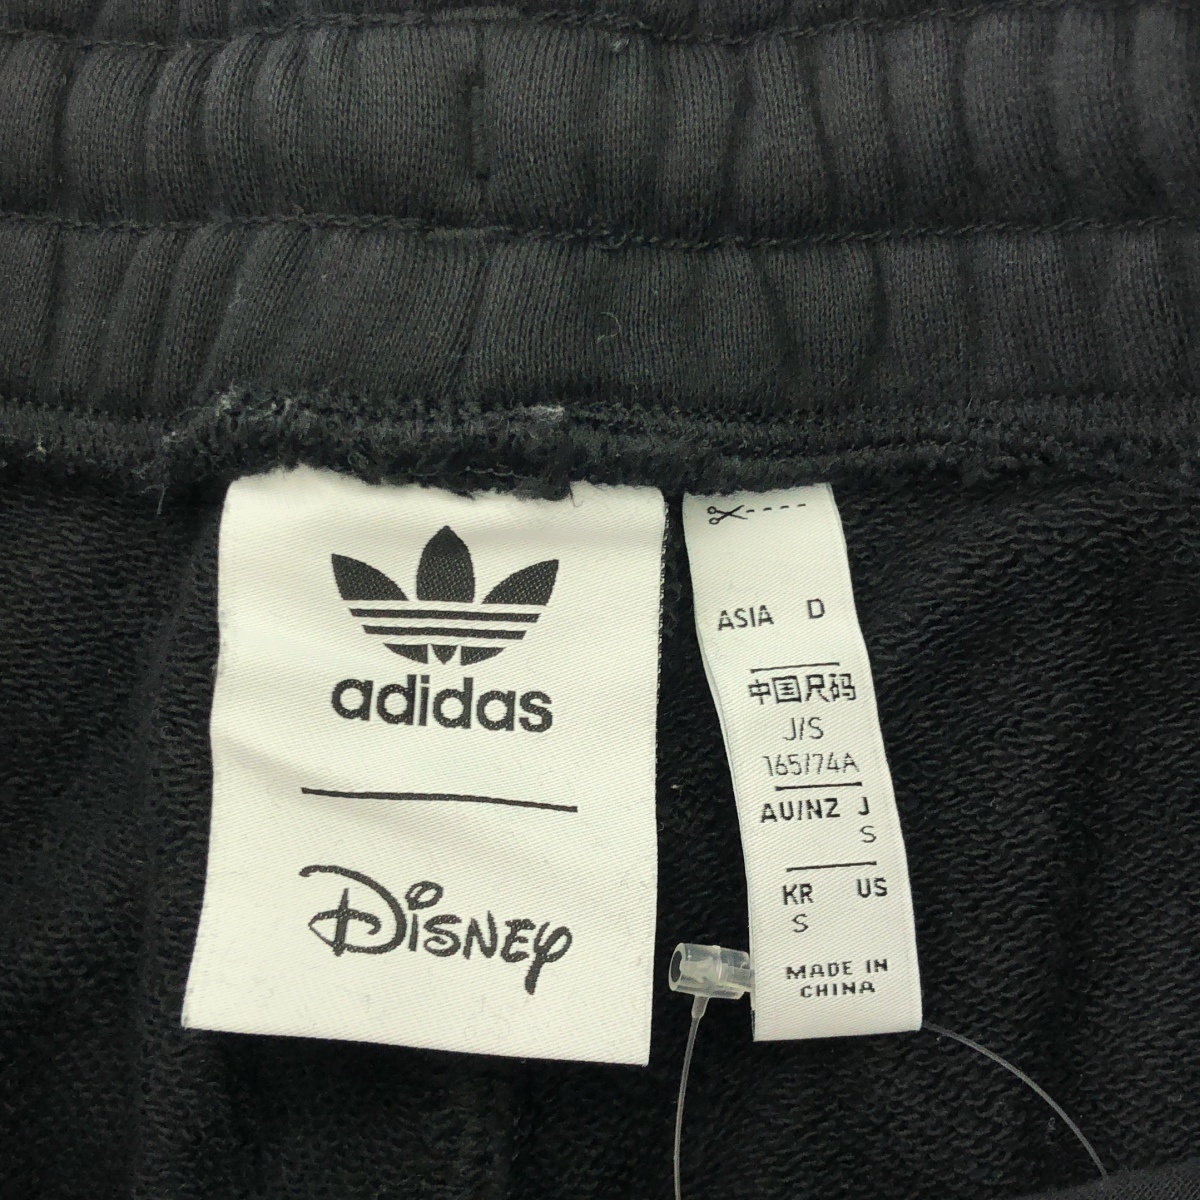 adidas
Disney
ASIA D
中国尺码
J/S
165/74A
AU/NZ J
S
KR US
S
MADE IN
CHINA